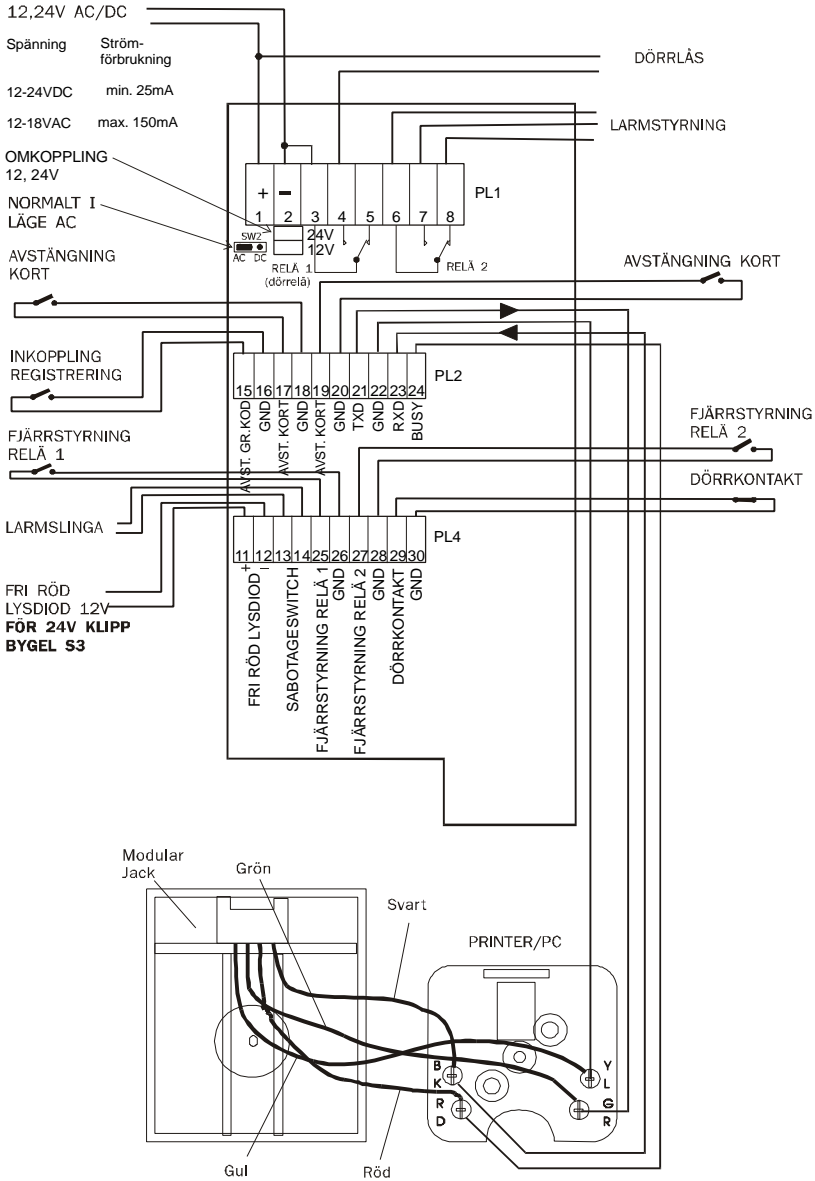 12,24V AC/DC
Spänning
Ström-
förbrukning
12-24VDC
min. 25mA
12-18VAC
max. 150mA
OMKOPPLING
12, 24V
NORMALT I
LÄGE AC
DÖRRLÅS
LARMSTYRNING
+ –
PL1
1 2 3 4 5 6 7 8
SW2
AC DC
24V
12V
RELÄ 1
(dörrelä)
RELÄ 2
AVSTÄNGNING
KORT
AVSTÄNGNING KORT
INKOPPLING
REGISTRERING
PL2
15 16 17 18 19 20 21 22 23 24
AVST. GR.KOD
GND
AVST. KORT
GND
AVST. KORT
GND
TXD
GND
RXD
BUSY
FJÄRRSTYRNING
RELÄ 1
FJÄRRSTYRNING
RELÄ 2
DÖRRKONTAKT
LARMSLINGA
PL4
11 12 13 14 25 26 27 28 29 30
FRI RÖD LYSDIOD + –
SABOTAGESWITCH
FJÄRRSTYRNING RELÄ 1
GND
FJÄRRSTYRNING RELÄ 2
GND
DÖRRKONTAKT
GND
FRI RÖD
LYSDIOD 12V
FÖR 24V KLIPP
BYGEL S3
Modular
Jack
Grön
Svart
PRINTER/PC
B
K
R
D
Y
L
G
R
Gul
Röd